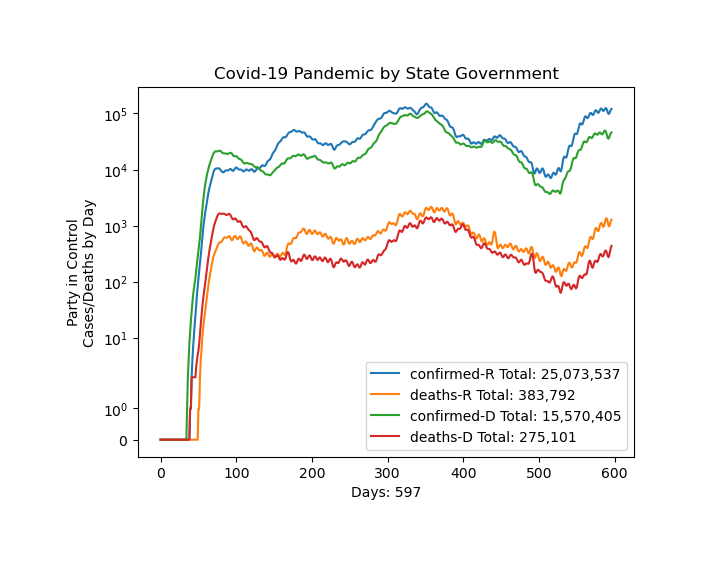 Covid-19 Pandemic by State Government
Party in Control
Cases/Deaths by Day
10^5
10^4
10^3
10^2
10^1
10^0
0
confirmed-R Total: 25,073,537
deaths-R Total: 383,792
confirmed-D Total: 15,570,405
deaths-D Total: 275,101
0 100 200 300 400 500 600
Days: 597